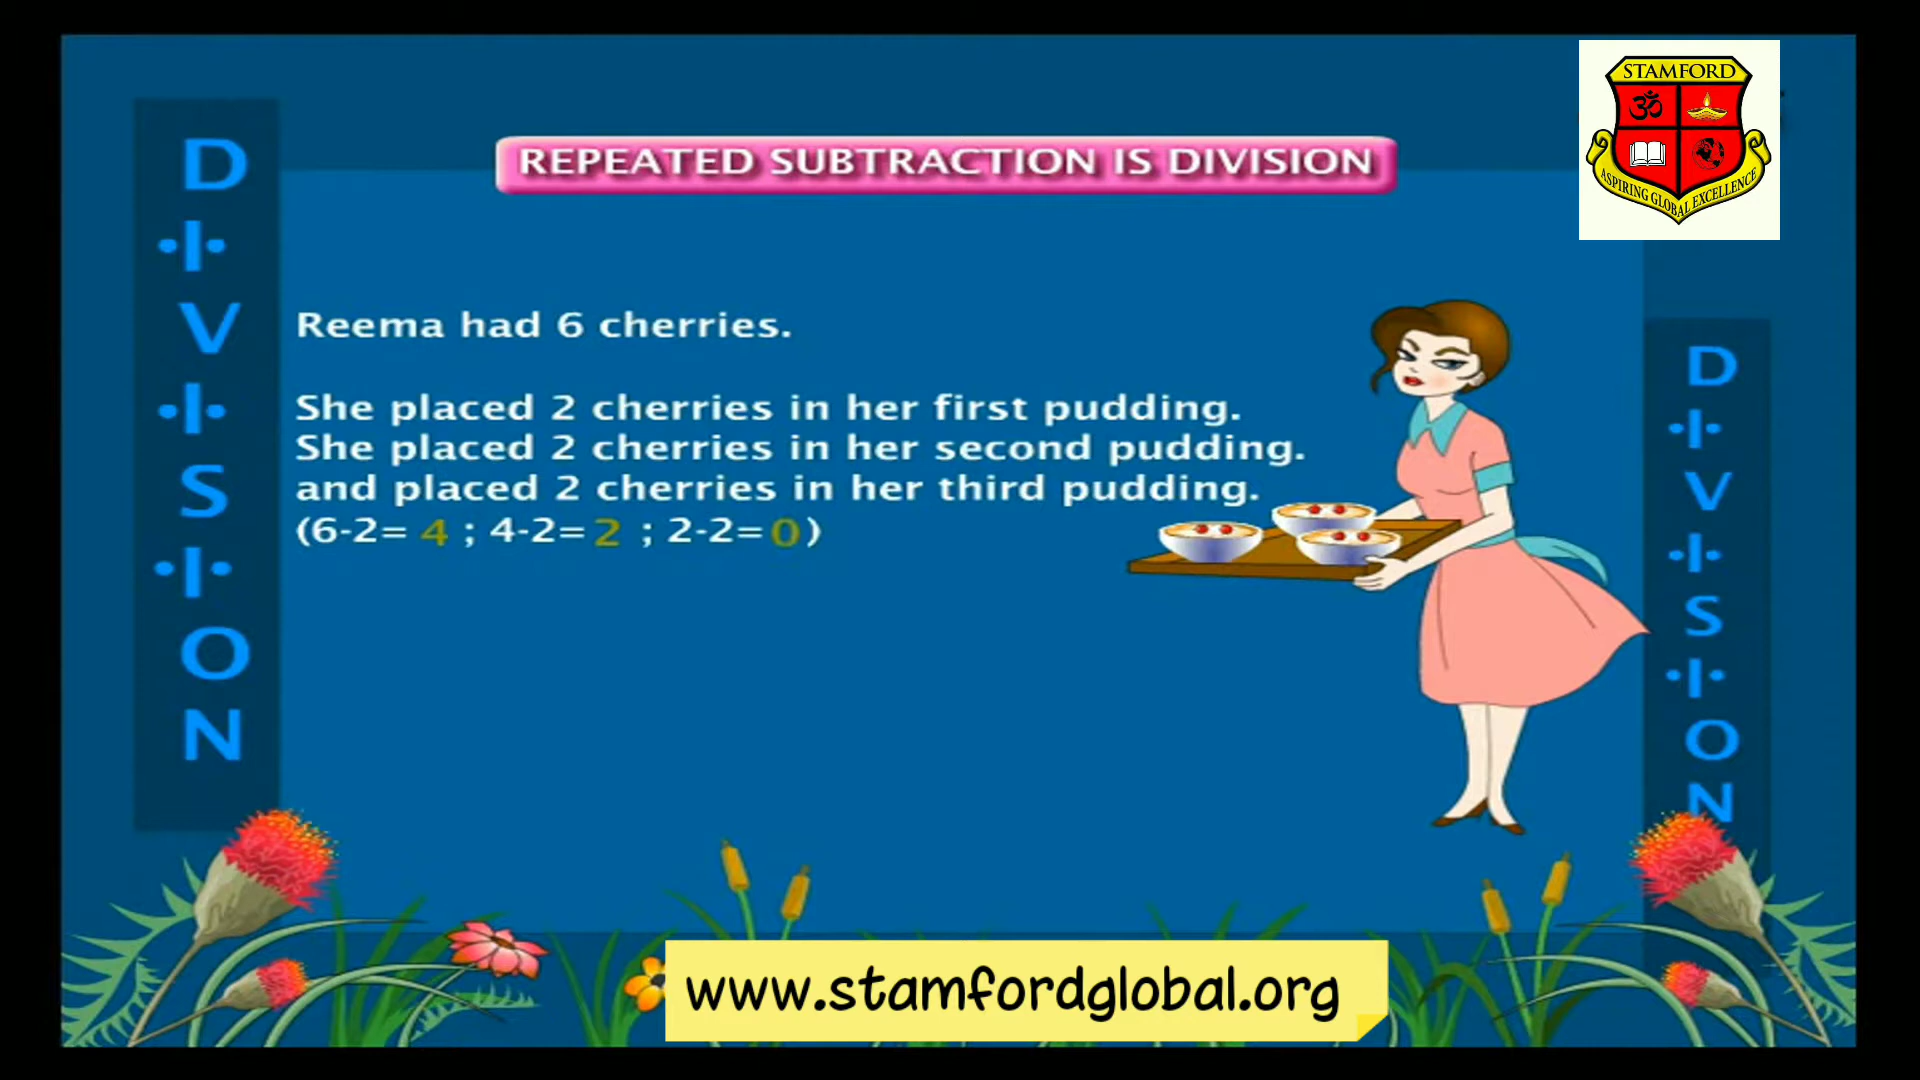 STAMFORD
ASPIRING GLOBAL EXCELLENCE
REPEATED SUBTRACTION IS DIVISION
DIVISION
Reema had 6 cherries.
She placed 2 cherries in her first pudding.
She placed 2 cherries in her second pudding.
and placed 2 cherries in her third pudding.
(6-2= 4 ; 4-2= 2 ; 2-2= 0 )
DIVISION
www.stamfordglobal.org